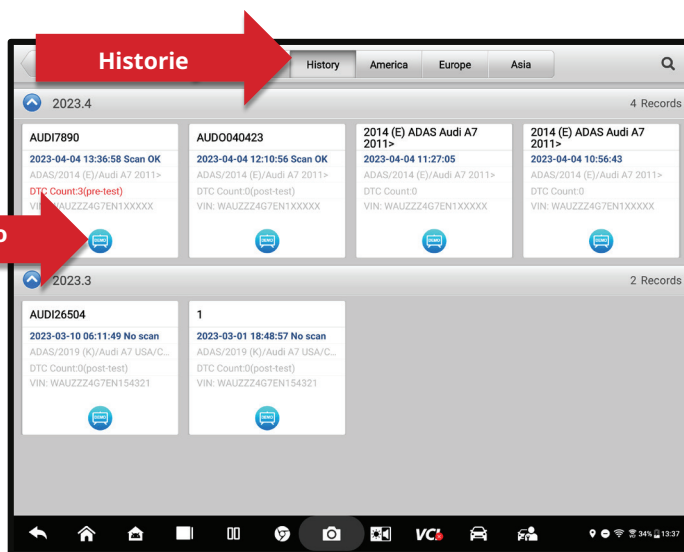 Historie
History
America
Europe
Asia
2023.4
4 Records
AUDI7890
2023-04-04 13:36:58 Scan OK
ADAS/2014 (E)/Audi A7 2011>
DTC Count:3(pre-test)
VIN: WAUZZZ4G7EN1XXXXX
DEMO
AUDO040423
2023-04-04 12:10:56 Scan OK
ADAS/2014 (E)/Audi A7 2011>
DTC Count:0(post-test)
VIN: WAUZZZ4G7EN1XXXXX
DEMO
2014 (E) ADAS Audi A7
2011>
2023-04-04 11:27:05
ADAS/2014 (E)/Audi A7 2011>
DTC Count:0
VIN: WAUZZZ4G7EN1XXXXX
DEMO
2014 (E) ADAS Audi A7
2011>
2023-04-04 10:56:43
ADAS/2014 (E)/Audi A7 2011>
DTC Count:0
VIN: WAUZZZ4G7EN1XXXXX
DEMO
2023.3
2 Records
AUDI26504
2023-03-10 06:11:49 No scan
ADAS/2019 (K)/Audi A7 USA/C...
DTC Count:0(post-test)
VIN: WAUZZZ4G7EN154321
DEMO
1
2023-03-01 18:48:57 No scan
ADAS/2019 (K)/Audi A7 USA/C...
DTC Count:0(post-test)
VIN: WAUZZZ4G7EN154321
DEMO
VCI
34% 13:37